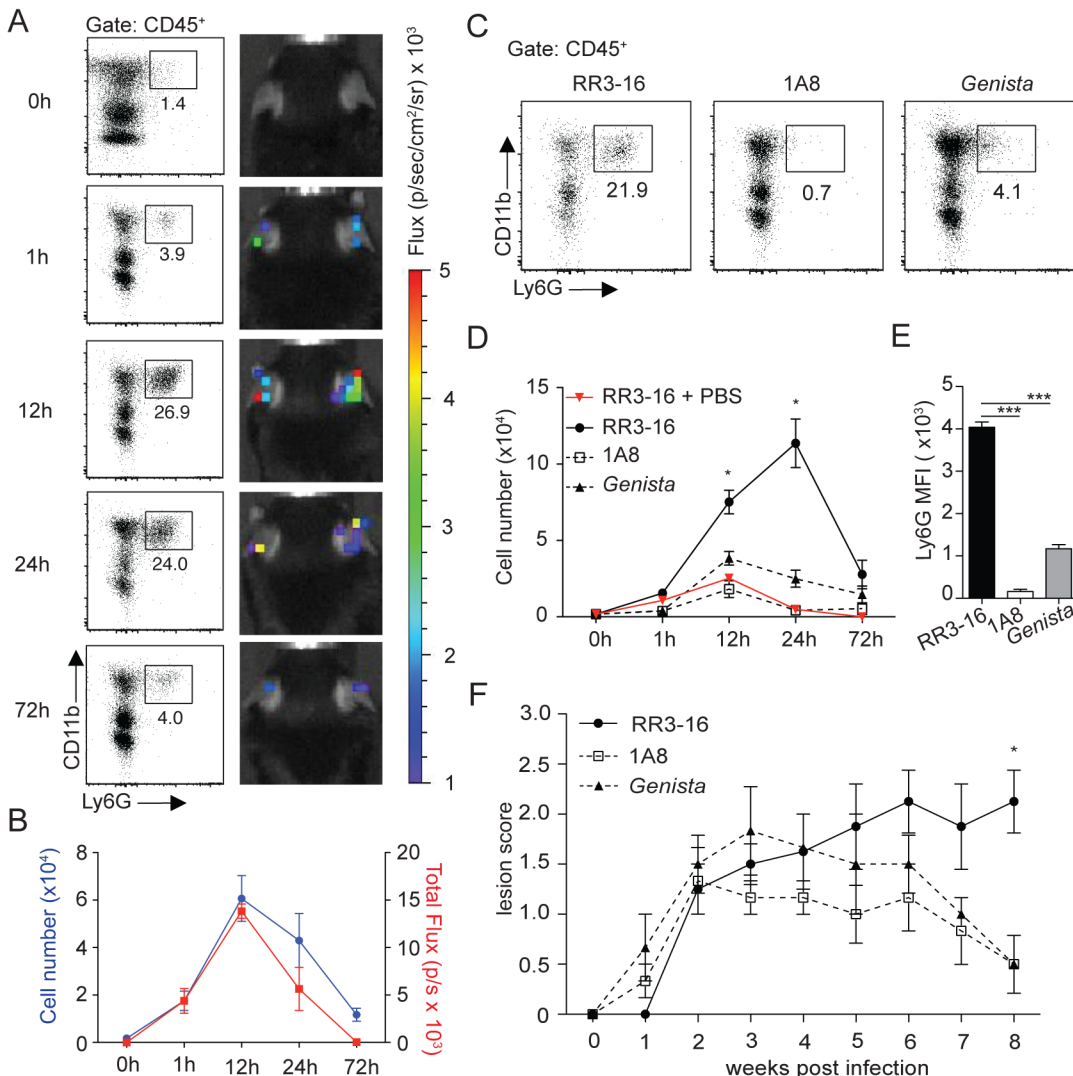 A
Gate: CD45+
0h
1.4
1h
3.9
12h
26.9
24h
24.0
72h
4.0
CD11b
Ly6G
Flux (p/sec/cm²/sr) x 10³
5
4
3
2
1
B
Cell number (x10⁴)
8
6
4
2
0
Total Flux (p/s x 10³)
20
15
10
5
0
0h 1h 12h 24h 72h
C
Gate: CD45+
RR3-16 1A8 Genista
21.9 0.7 4.1
CD11b
Ly6G
D
Cell number (x10⁴)
15
10
5
0
RR3-16 + PBS
RR3-16
1A8
Genista
* *
0h 1h 12h 24h 72h
E
Ly6G MFI ( x10³)
5
4
3
2
1
0
***
***
RR3-16
1A8
Genista
F
lesion score
3.0
2.5
2.0
1.5
1.0
0.5
0
RR3-16
1A8
Genista
*
0 1 2 3 4 5 6 7 8
weeks post infection